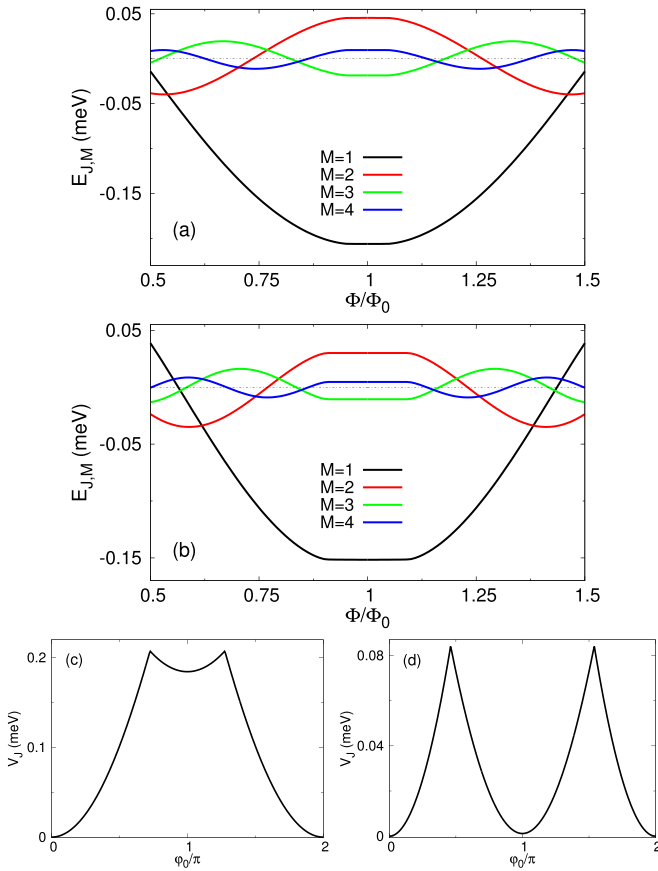 0.05
-0.05
-0.15
E_{J,M} (meV)
M=1
M=2
M=3
M=4
(a)
0.5 0.75 1 1.25 1.5
Φ/Φ_0
0.05
-0.05
-0.15
E_{J,M} (meV)
M=1
M=2
M=3
M=4
(b)
0.5 0.75 1 1.25 1.5
Φ/Φ_0
(c)
0.2
0.1
0
V_J (meV)
0 1 2
φ_0/π
(d)
0.08
0.04
0
V_J (meV)
0 1 2
φ_0/π